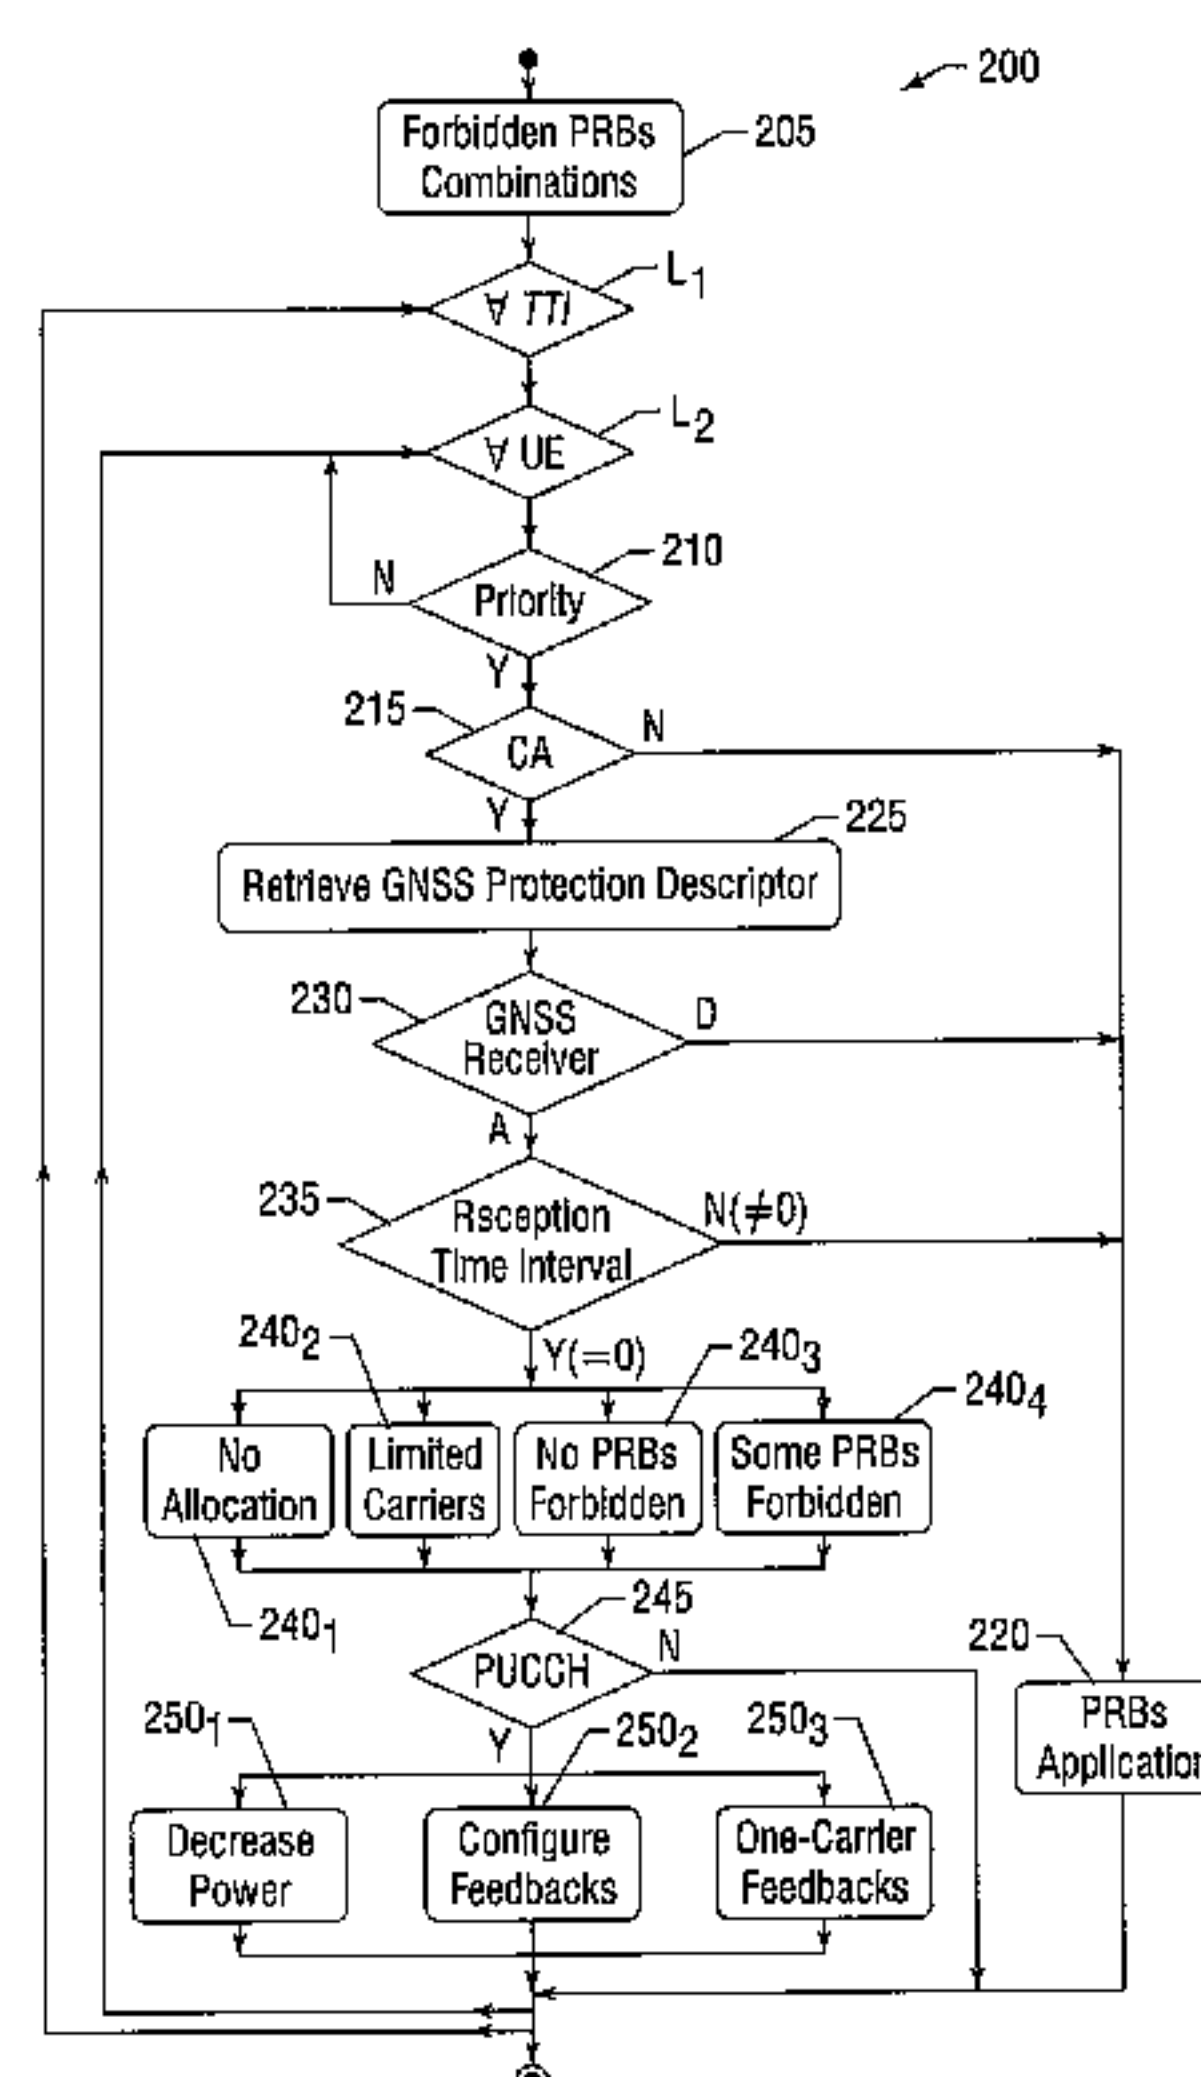 200
Forbidden PRBs
Combinations
205
L1
∀ TTI
L2
∀ UE
210
N
Priority
Y
215
N
CA
Y
225
Retrieve GNSS Protection Descriptor
230
GNSS
Receiver
D
A
235
Rsception
Time Interval
N(≠0)
Y(=0)
2402
2403
2404
No
Allocation
Limited
Carriers
No PRBs
Forbidden
Some PRBs
Forbidden
2401
245
PUCCH
N
Y
220
PRBs
Application
2501
2502
2503
Decrease
Power
Configure
Feedbacks
One-Carrier
Feedbacks